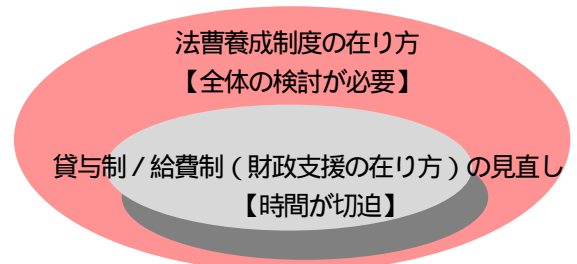 法曹養成制度の在り方
【全体の検討が必要】
貸与制/給費制(財政支援の在り方)の見直し
【時間が切迫】